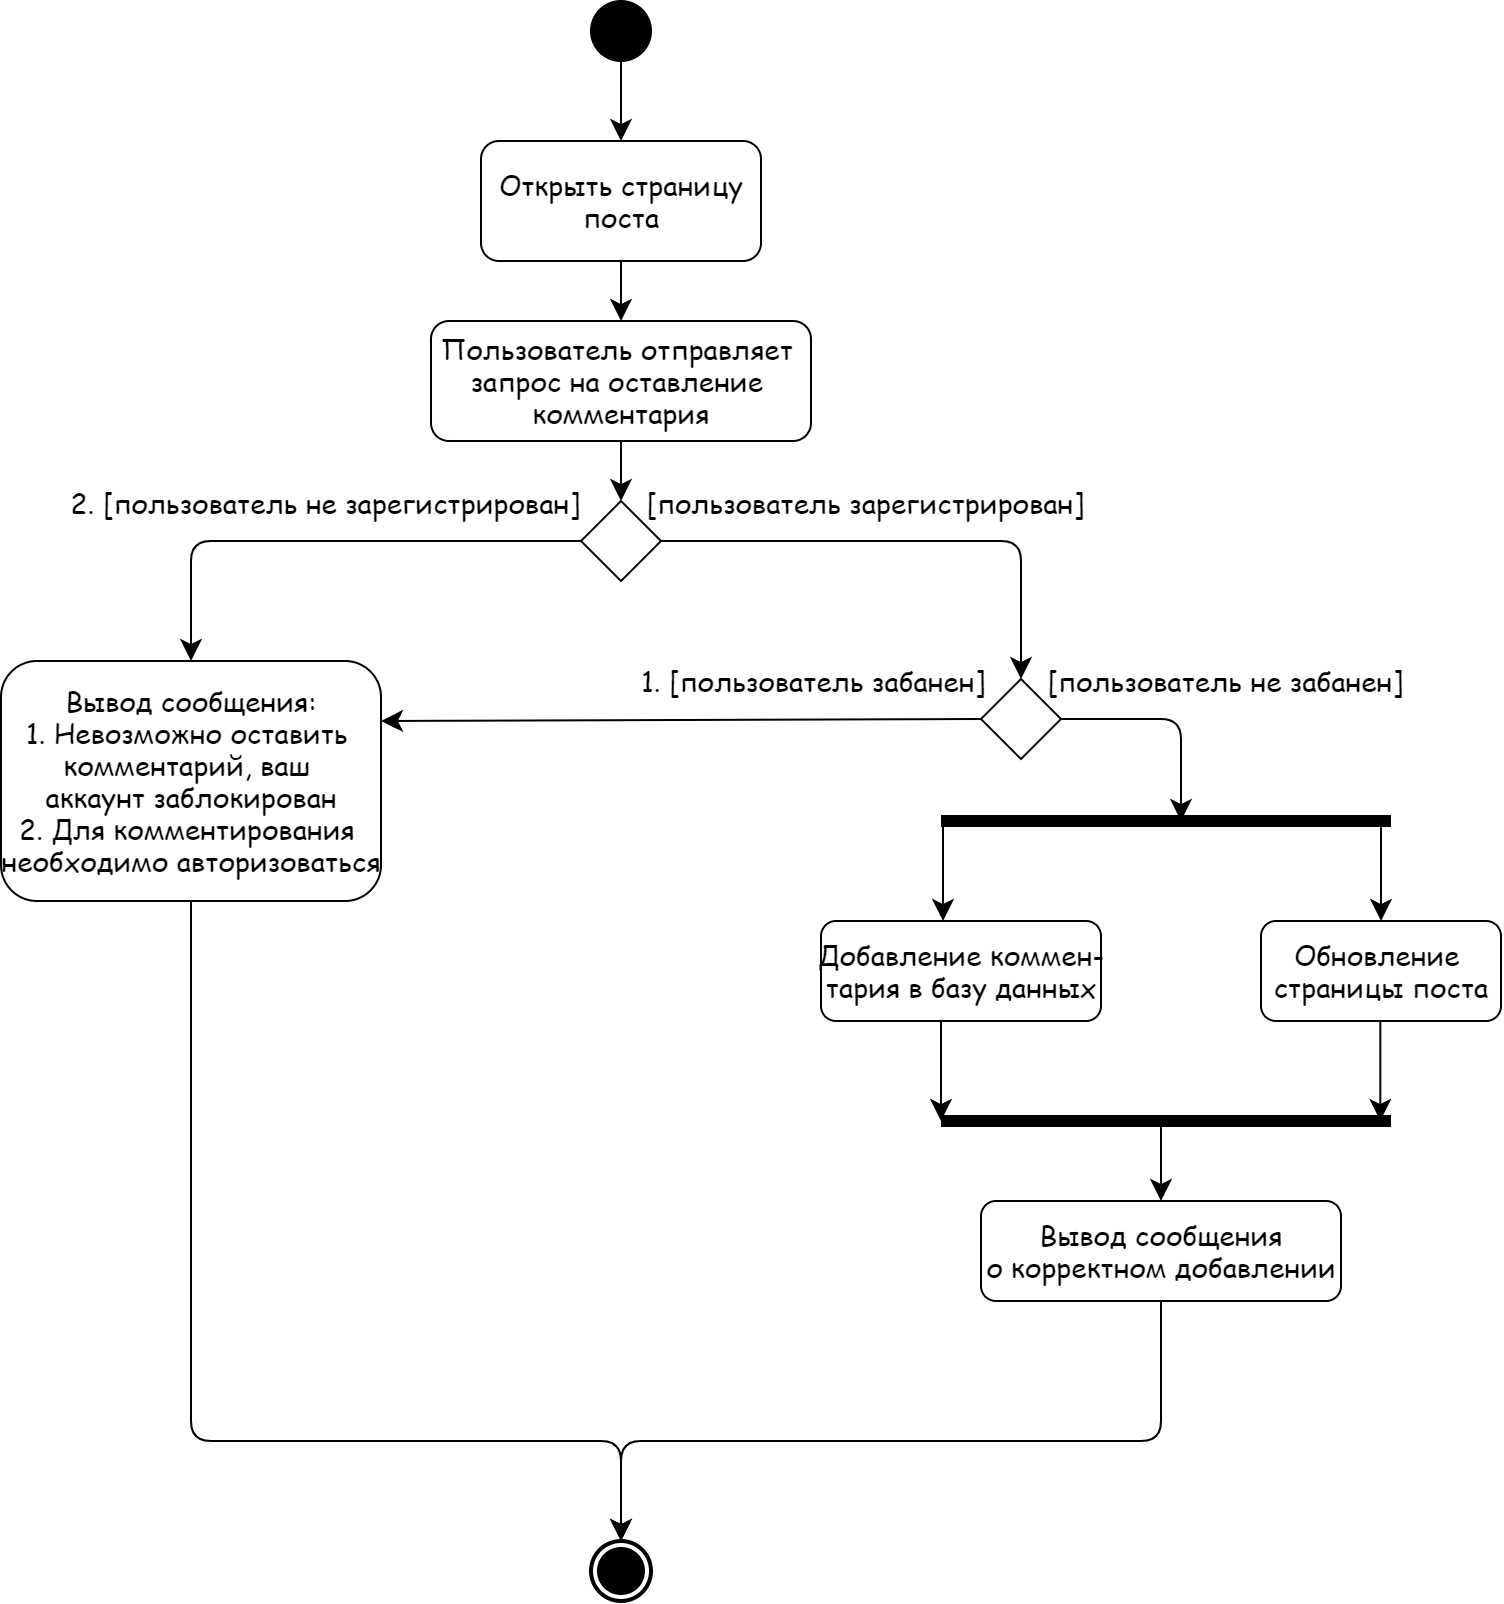 Открыть страницу
поста
Пользователь отправляет
запрос на оставление
комментария
2. [пользователь не зарегистрирован]
[пользователь зарегистрирован]
1. [пользователь забанен]
[пользователь не забанен]
Вывод сообщения:
1. Невозможно оставить
комментарий, ваш
аккаунт заблокирован
2. Для комментирования
необходимо авторизоваться
Добавление коммен-
тария в базу данных
Обновление
страницы поста
Вывод сообщения
о корректном добавлении